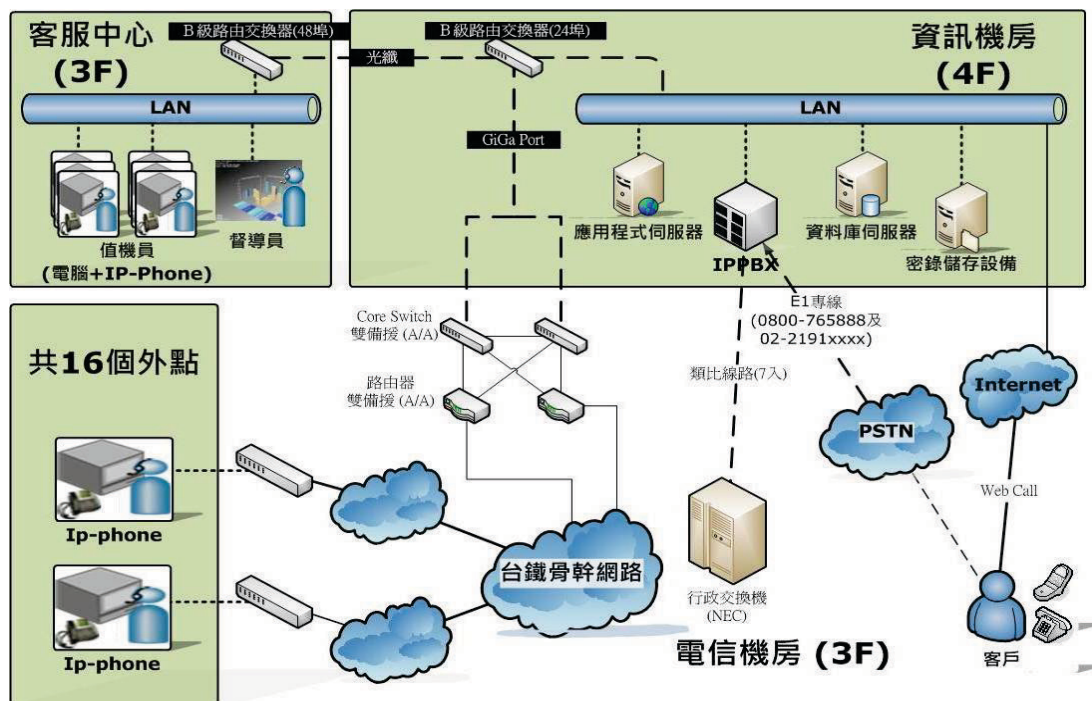 客服中心
(3F)
B級路由交換器(48埠)
光纖
B級路由交換器(24埠)
資訊機房
(4F)
LAN
LAN
GiGa Port
值機員
(電腦+IP-Phone)
督導員
應用程式伺服器
IPPBX
資料庫伺服器
密錄儲存設備
E1專線
(0800-765888及
02-2191xxxx)
Core Switch
雙備援 (A/A)
路由器
雙備援 (A/A)
類比線路(7入)
共16個外點
Ip-phone
Ip-phone
台鐵骨幹網路
行政交換機
(NEC)
電信機房 (3F)
PSTN
Internet
Web Call
客戶